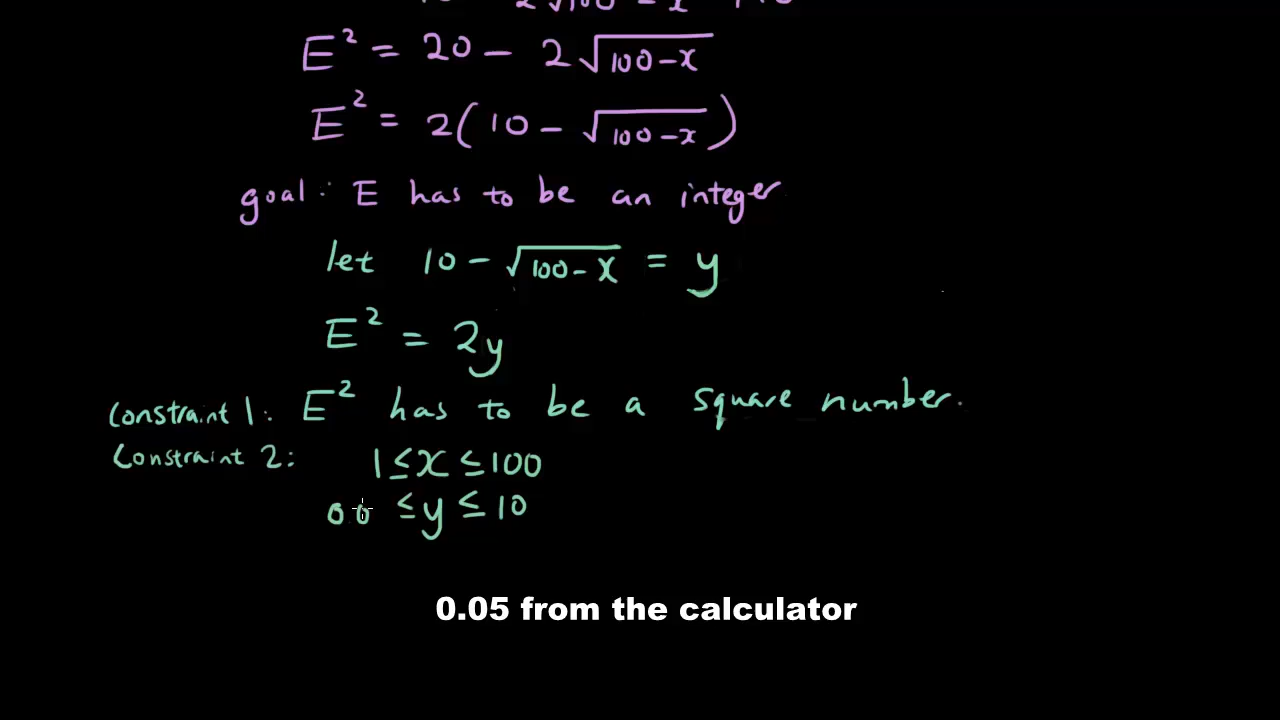 E² = 20 - 2√100-x
E² = 2(10 - √100-x)
goal: E has to be an integer
let 10 - √100-x = y
E² = 2y
Constraint 1: E² has to be a square number.
Constraint 2: 1 ≤ x ≤ 100
00 ≤ y ≤ 10
0.05 from the calculator